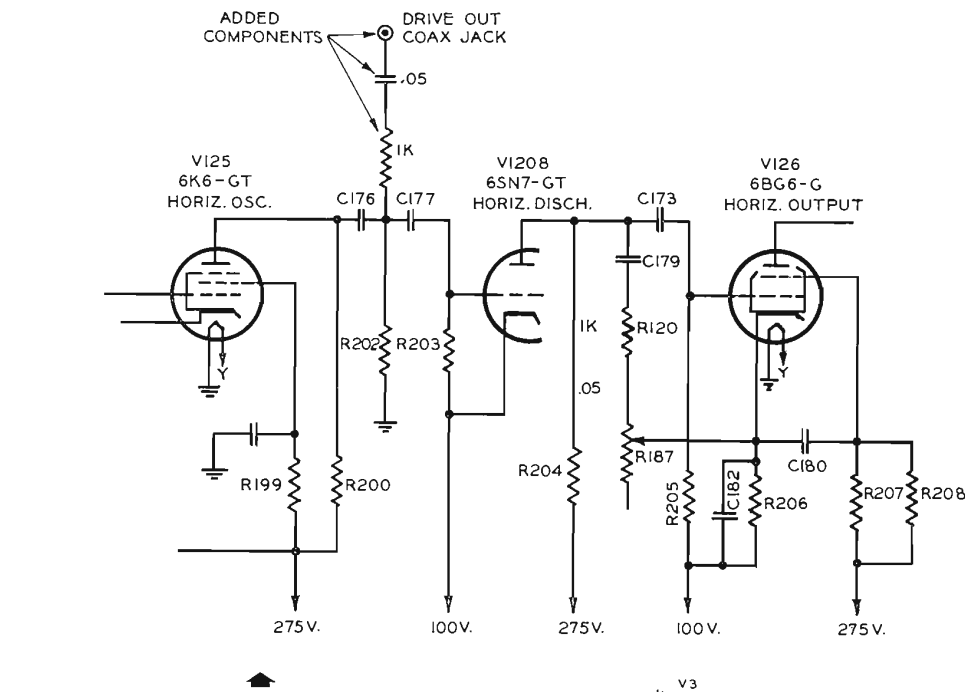 ADDED
COMPONENTS
DRIVE OUT
COAX JACK
.05
1K
V125
6K6-GT
HORIZ. OSC.
C176
C177
V1208
6SN7-GT
HORIZ. DISCH.
C173
V126
6BG6-G
HORIZ. OUTPUT
C179
1K
R120
R202
R203
Y
Y
.05
R187
C180
R199
R200
R204
R205
C182
R206
R207
R208
275V.
100V.
275V.
100V.
275V.
V3